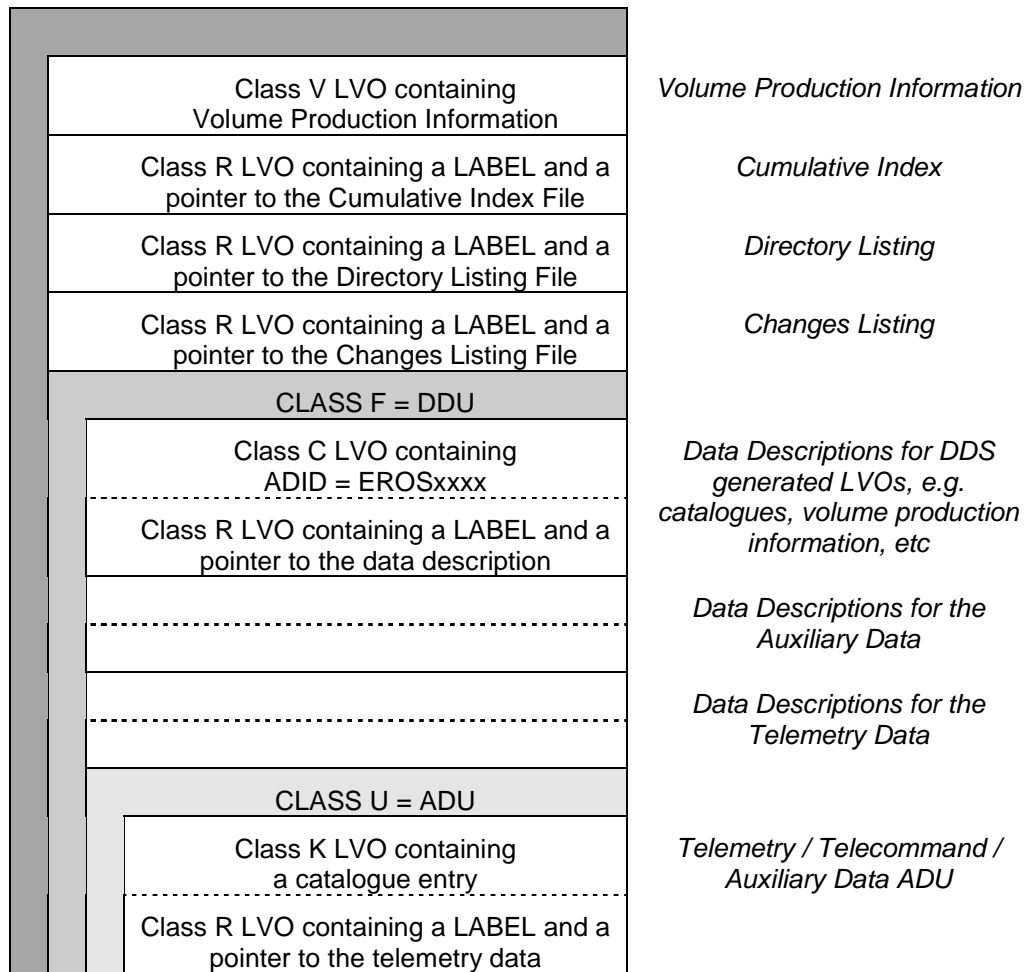 Class V LVO containing
Volume Production Information
Volume Production Information
Class R LVO containing a LABEL and a
pointer to the Cumulative Index File
Cumulative Index
Class R LVO containing a LABEL and a
pointer to the Directory Listing File
Directory Listing
Class R LVO containing a LABEL and a
pointer to the Changes Listing File
Changes Listing
CLASS F = DDU
Class C LVO containing
ADID = EROSxxxx
Class R LVO containing a LABEL and a
pointer to the data description
Data Descriptions for DDS
generated LVOs, e.g.
catalogues, volume production
information, etc
Data Descriptions for the
Auxiliary Data
Data Descriptions for the
Telemetry Data
CLASS U = ADU
Class K LVO containing
a catalogue entry
Class R LVO containing a LABEL and a
pointer to the telemetry data
Telemetry / Telecommand /
Auxiliary Data ADU